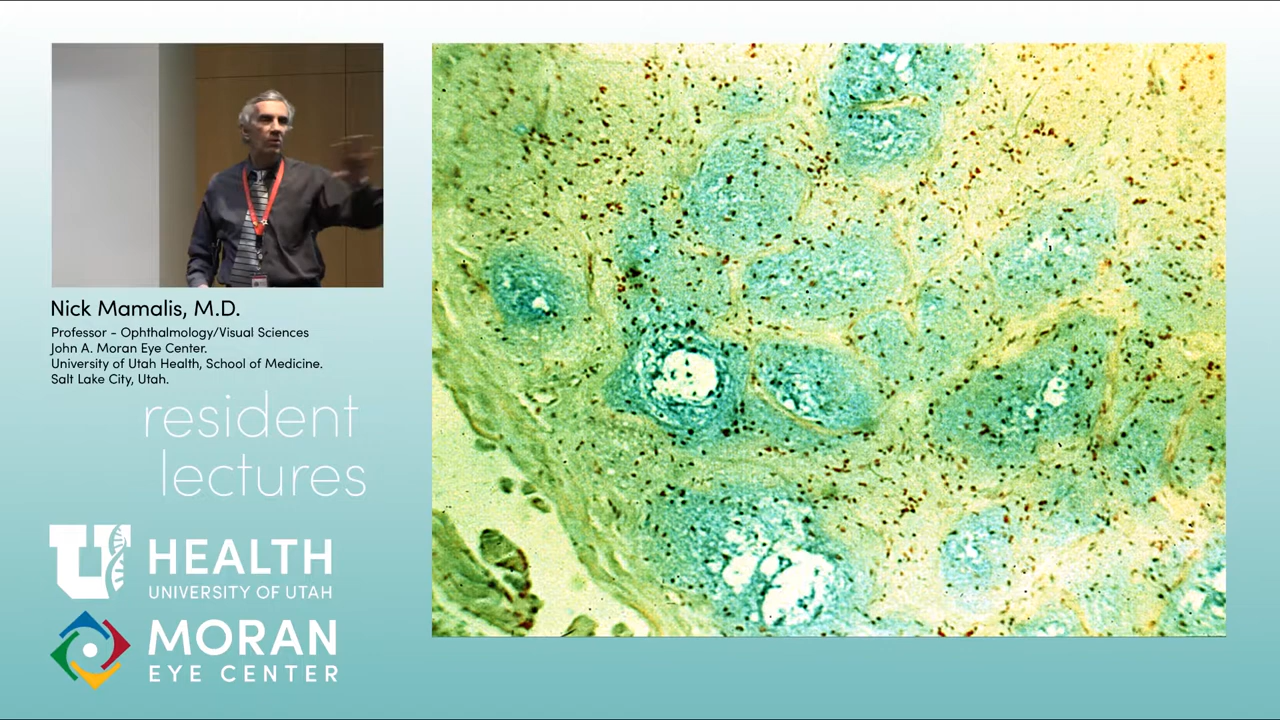 Nick Mamalis, M.D.
Professor - Ophthalmology/Visual Sciences
John A. Moran Eye Center.
University of Utah Health, School of Medicine.
Salt Lake City, Utah.
resident
lectures
U HEALTH
UNIVERSITY OF UTAH
MORAN
EYE CENTER